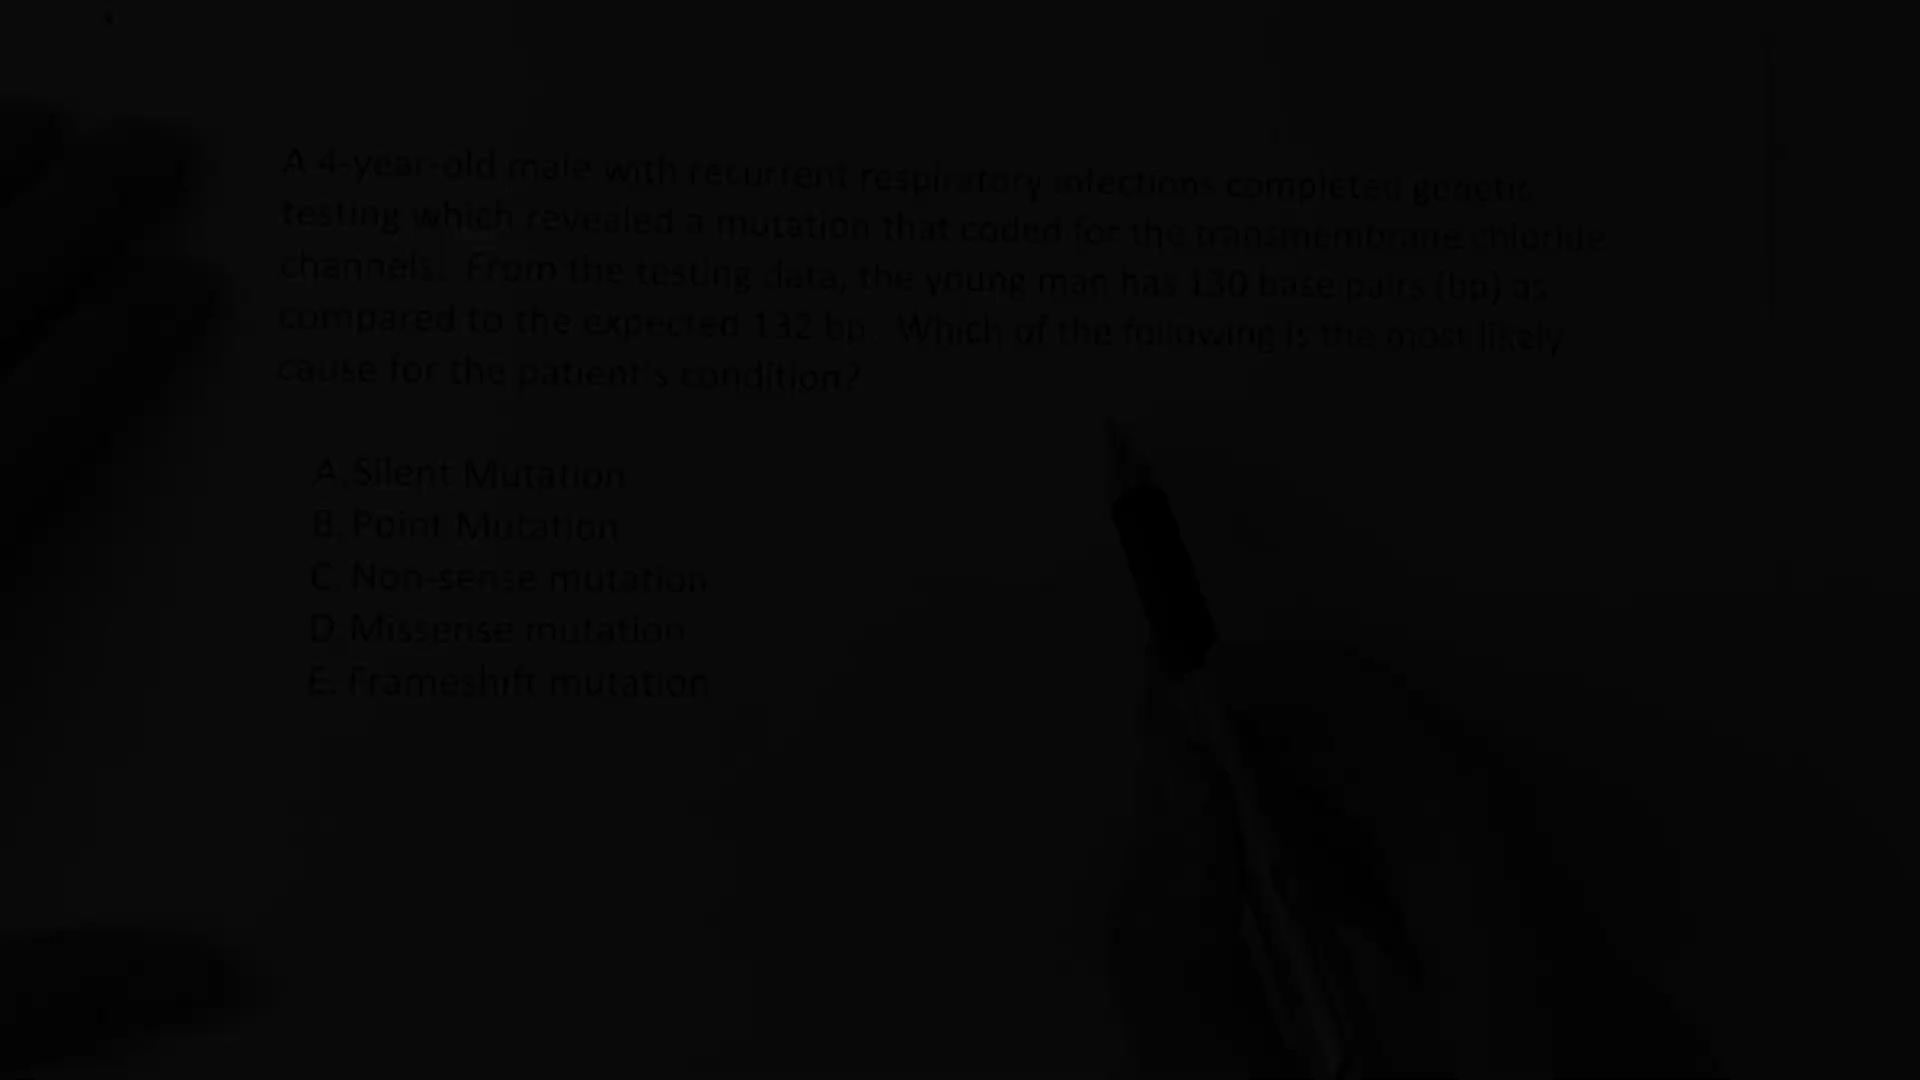 A 4-year-old male with recurrent respiratory infections completed genetic
testing which revealed a mutation that coded for the transmembrane chloride
channels. From the testing data, the young man has 130 base pairs (bp) as
compared to the expected 132 bp. Which of the following is the most likely
cause for the patient's condition?
A. Silent Mutation
B. Point Mutation
C. Non-sense mutation
D. Missense mutation
E. Frameshift mutation